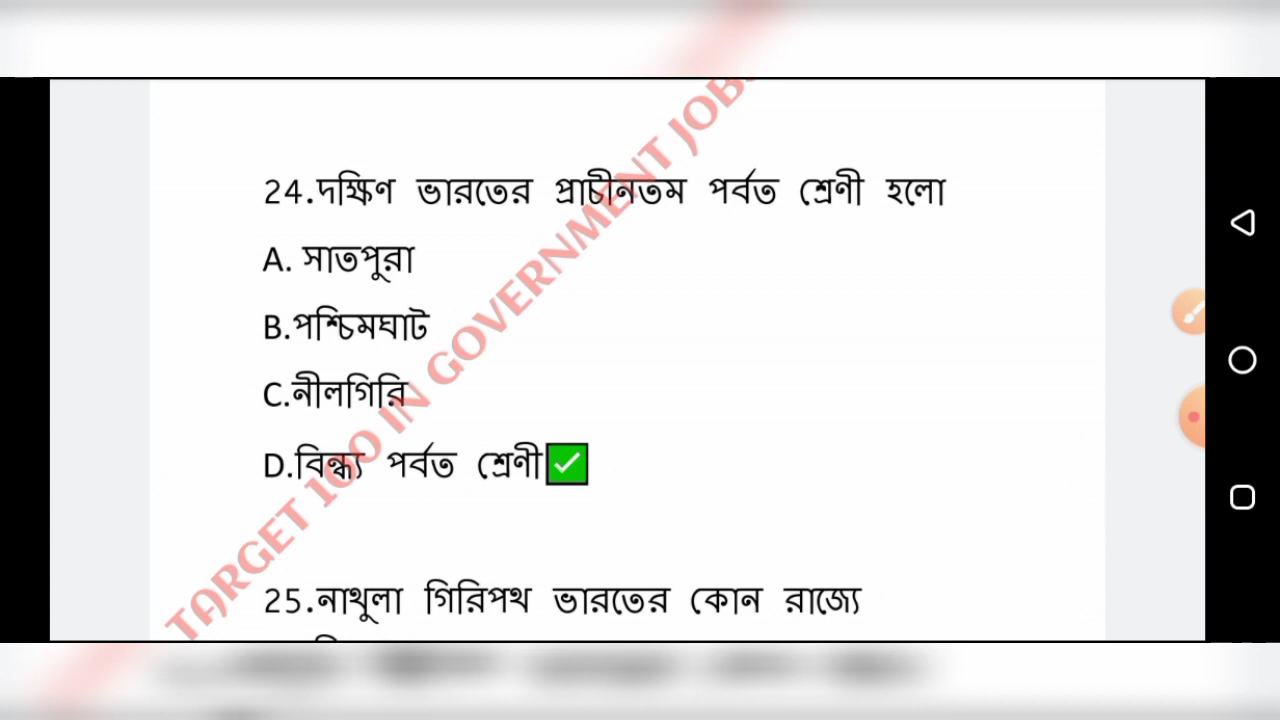 24.দক্ষিণ ভারতের প্রাচীনতম পর্বত শ্রেণী হলো
A. সাতপুরা
B.পশ্চিমঘাট
C.নীলগিরি
D.বিন্ধ্য পর্বত শ্রেণী✅
25.নাথুলা গিরিপথ ভারতের কোন রাজ্যে
TARGET 100 IN GOVERNMENT JOBS